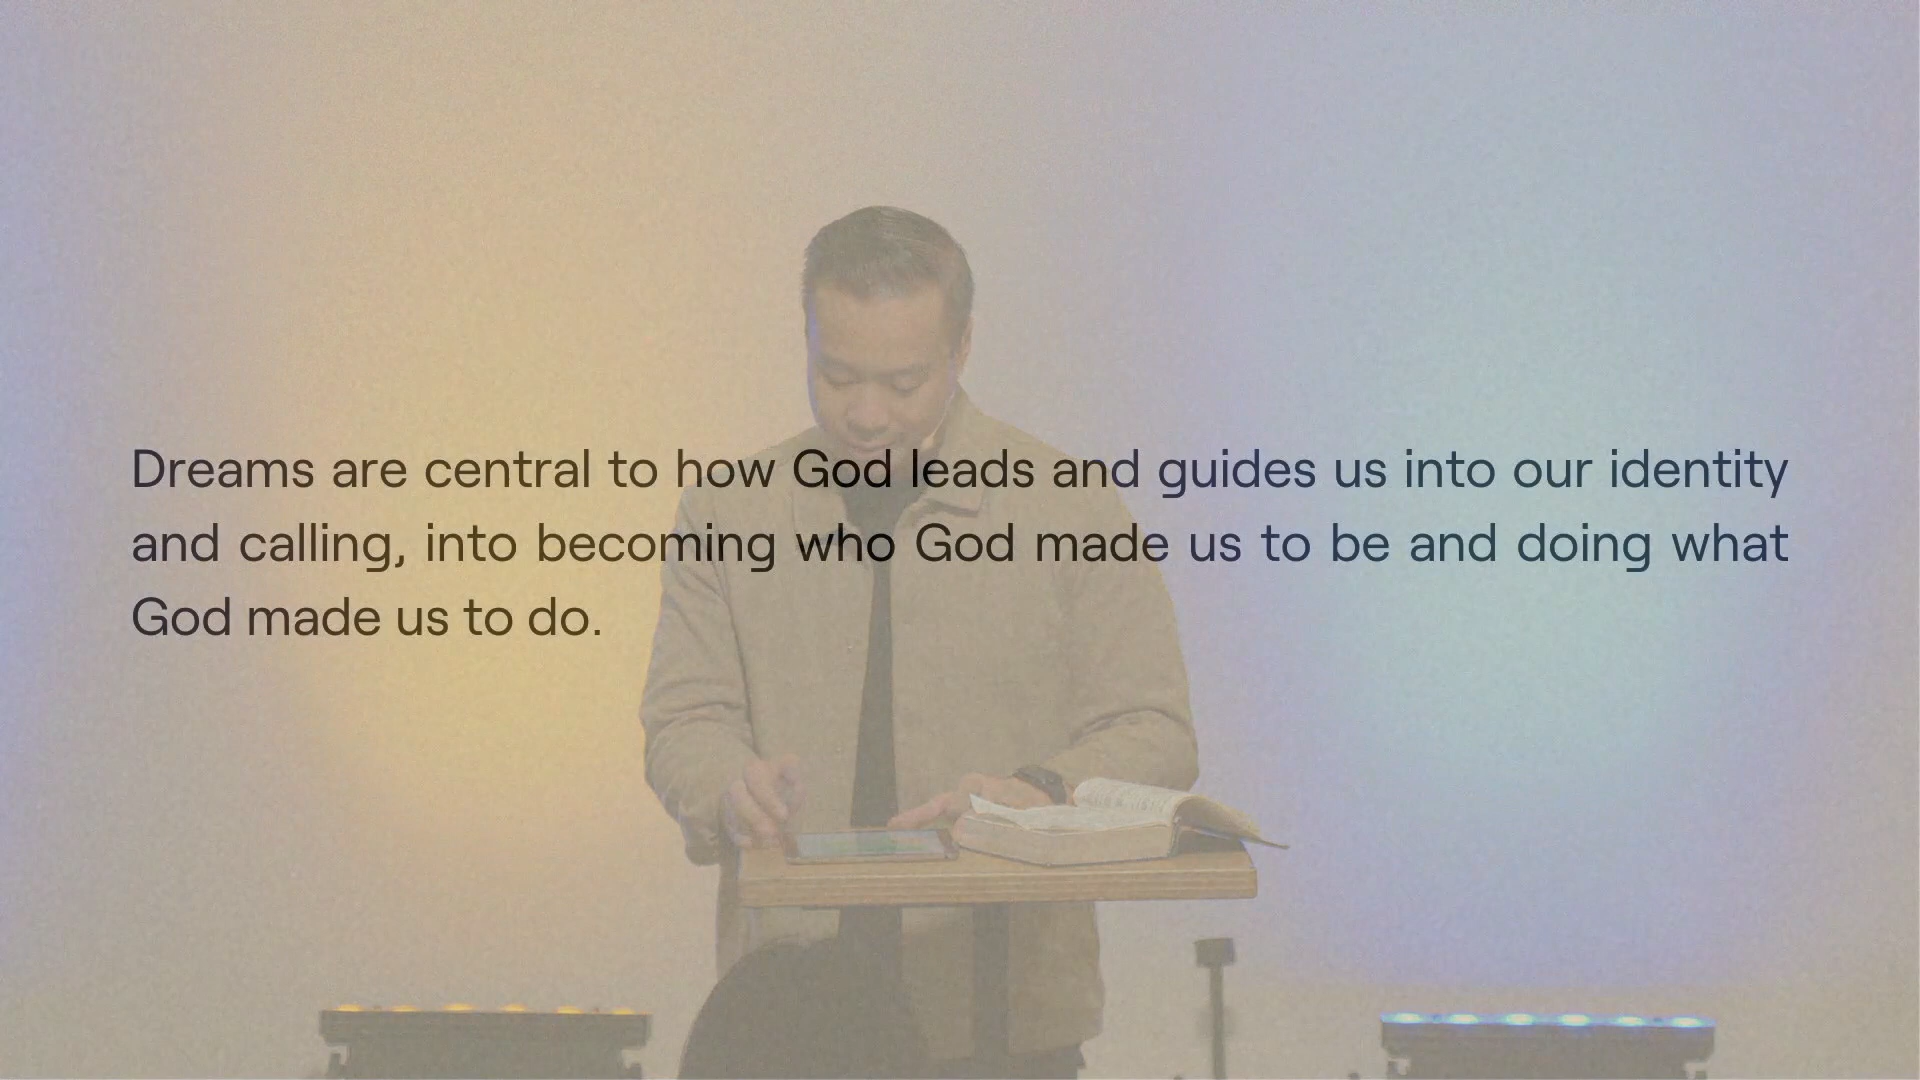 Dreams are central to how God leads and guides us into our identity
and calling, into becoming who God made us to be and doing what
God made us to do.